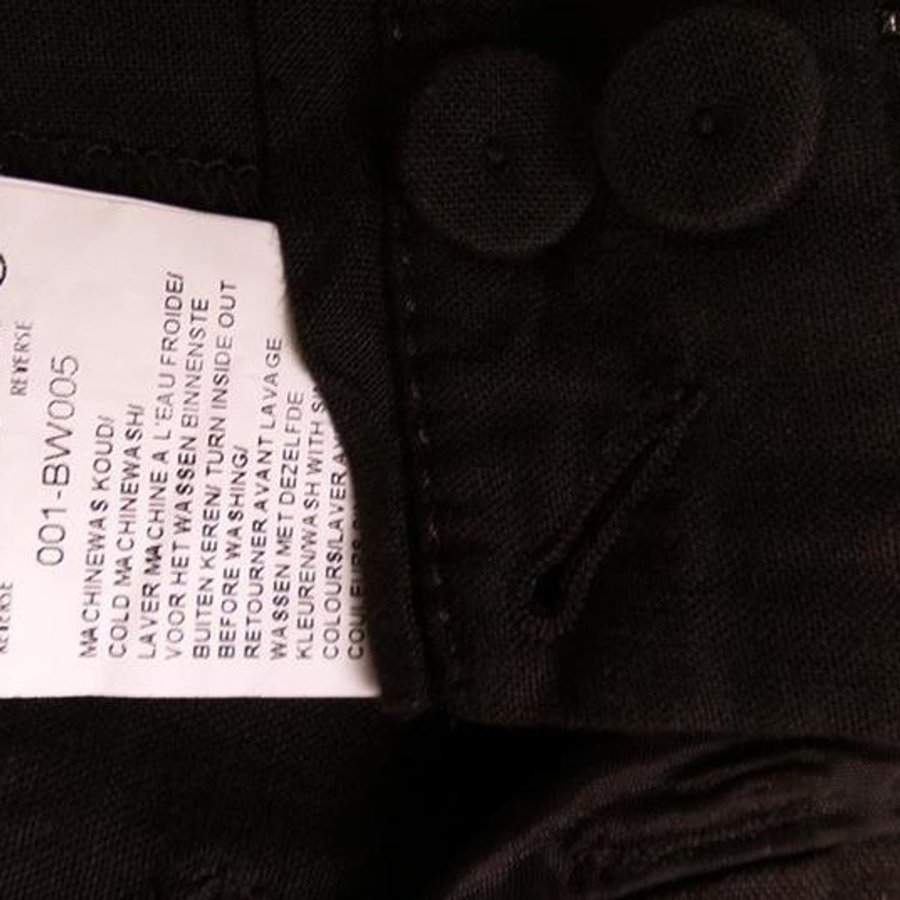 REVERSE
REVERSE
001-BW005
MACHINEWAS KOUD/
COLD MACHINEWASH/
LAVER MACHINE A L'EAU FROIDE/
VOOR HET WASSEN BINNENSTE
BUITEN KEREN/ TURN INSIDE OUT
BEFORE WASHING/
RETOURNER AVANT LAVAGE
WASSEN MET DEZELFDE
KLEUREN/WASH WITH
COLOURS/LAVER